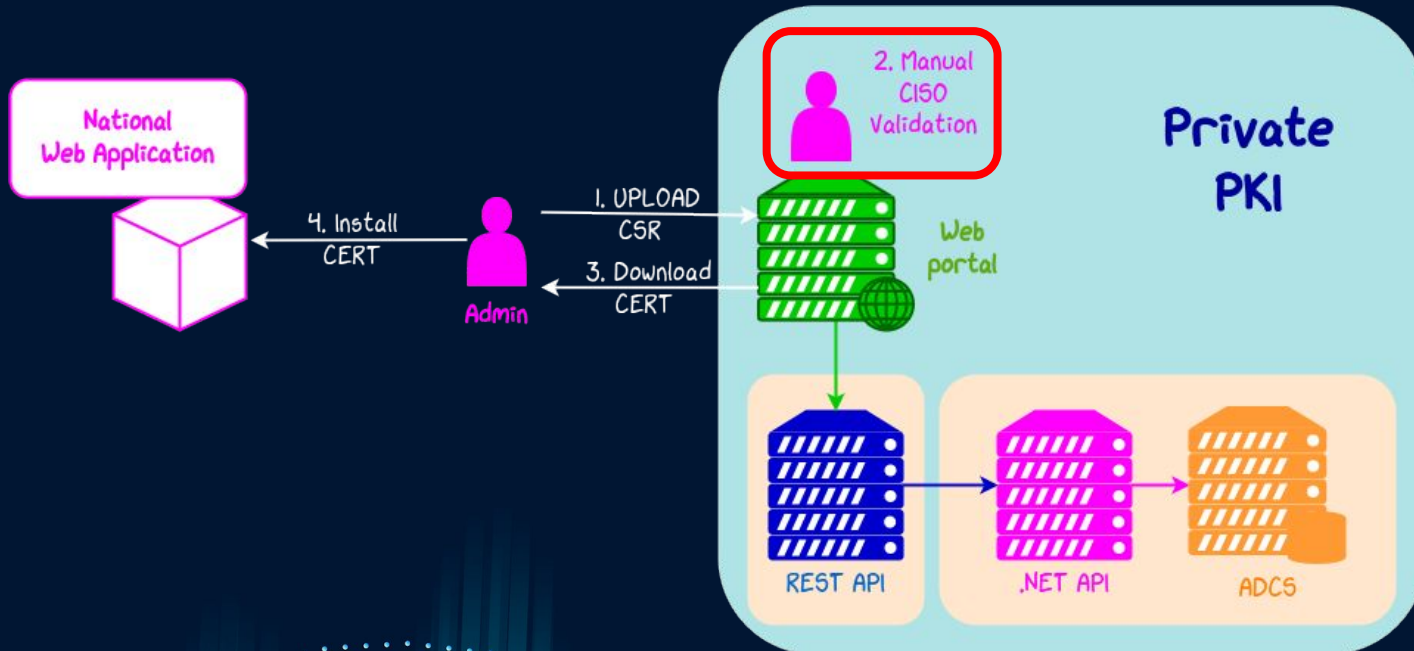 National
Web Application
4. Install
CERT
Admin
1. UPLOAD
CSR
3. Download
CERT
2. Manual
CISO
Validation
Web
portal
Private
PKI
REST API
.NET API
ADCS